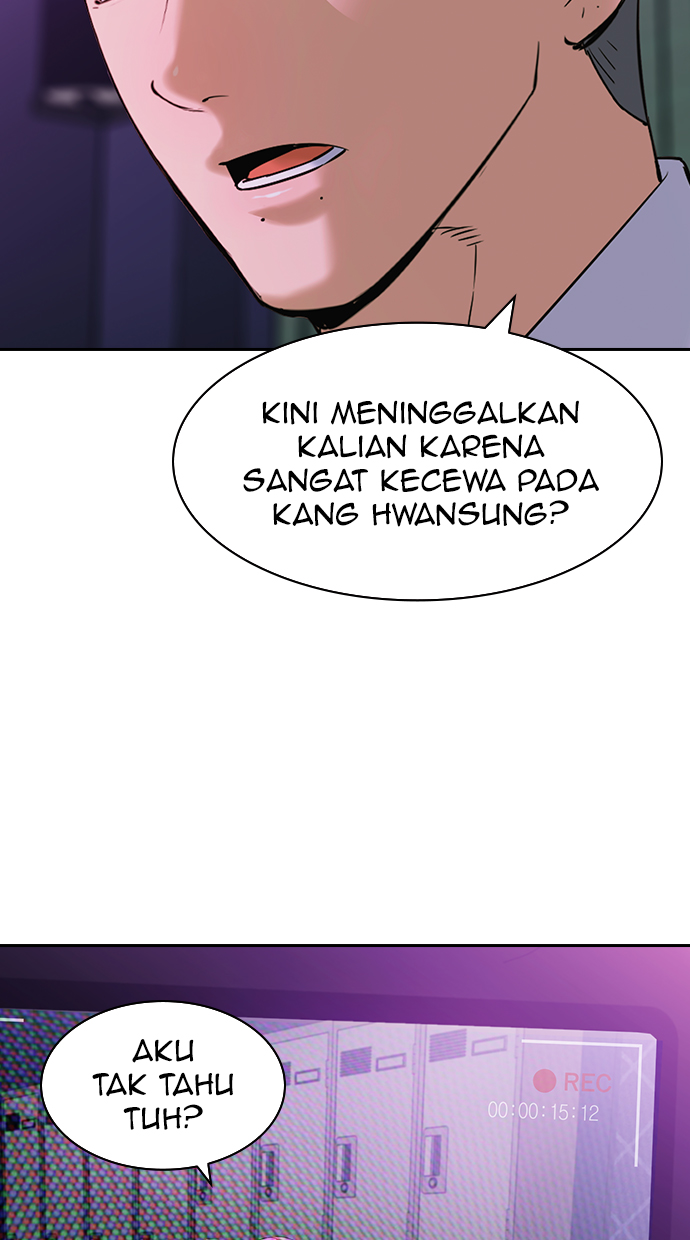 KINI MENINGGALKAN
KALIAN KARENA
SANGAT KECEWA PADA
KANG HWANSUNG?
AKU
TAK TAHU
TUH?
REC
00:00:15:12